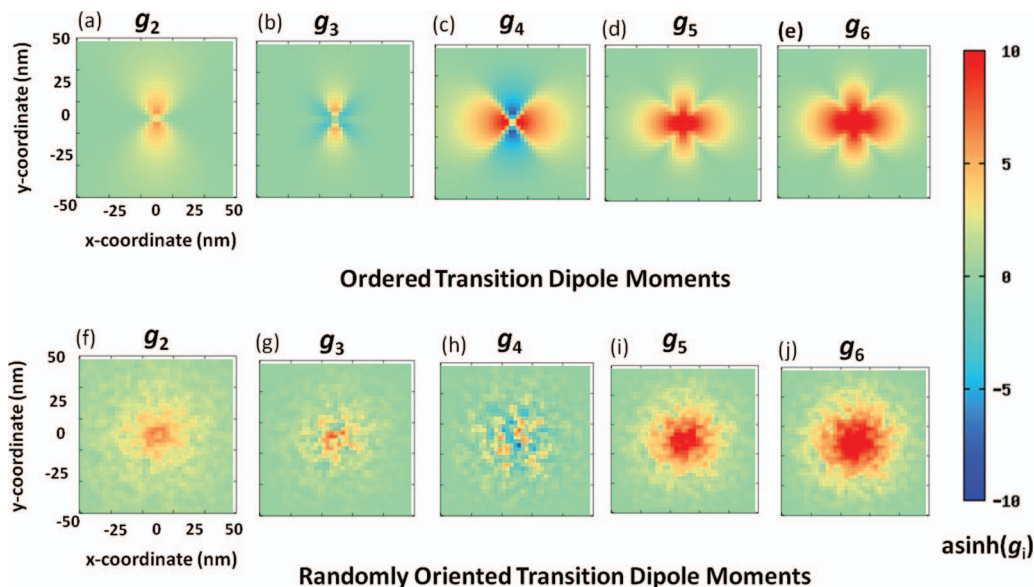 (a) g2 (b) g3 (c) g4 (d) g5 (e) g6
50
25
0
-25
-50
y-coordinate (nm)
-25 0 25 50
x-coordinate (nm)
Ordered Transition Dipole Moments
10
5
0
-5
-10
asinh(gi)
(f) g2 (g) g3 (h) g4 (i) g5 (j) g6
50
25
0
-25
-50
y-coordinate (nm)
-25 0 25 50
x-coordinate (nm)
Randomly Oriented Transition Dipole Moments